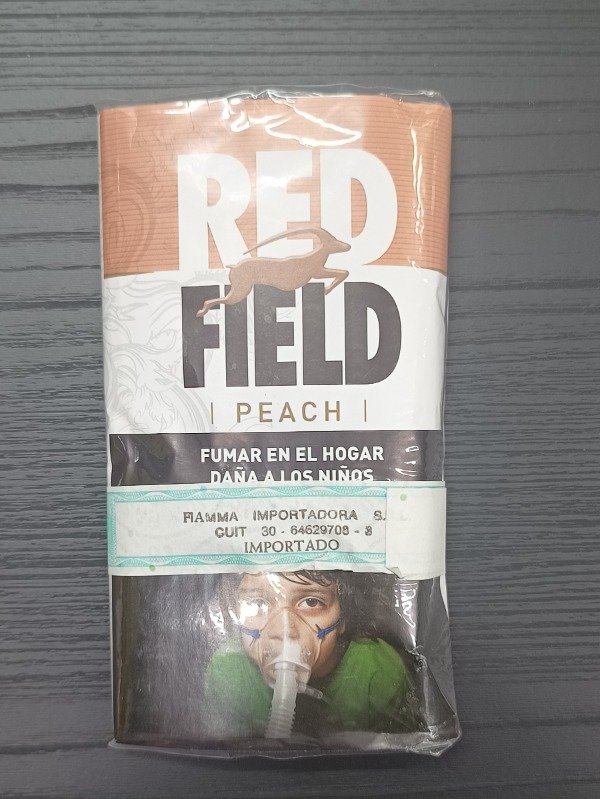 RED
FIELD
| PEACH |
FUMAR EN EL HOGAR
DAÑA A LOS NIÑOS
FIAMMA IMPORTADORA S.
CUIT 30 - 64629708 - 8
IMPORTADO